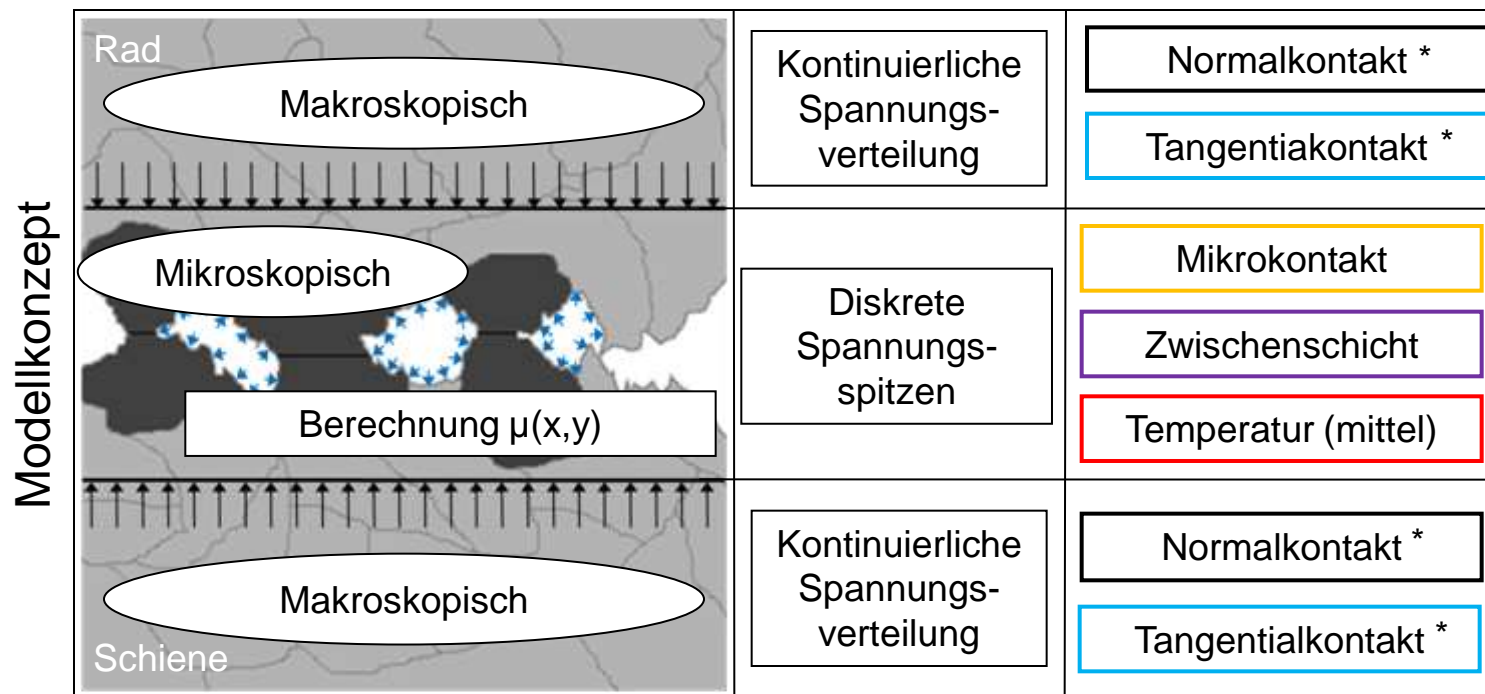 Modellkonzept
Rad
Makroskopisch
Kontinuierliche
Spannungs-
verteilung
Normalkontakt *
Tangentiakontakt *
Mikroskopisch
Berechnung µ(x,y)
Diskrete
Spannungs-
spitzen
Mikrokontakt
Zwischenschicht
Temperatur (mittel)
Makroskopisch
Schiene
Kontinuierliche
Spannungs-
verteilung
Normalkontakt *
Tangentialkontakt *